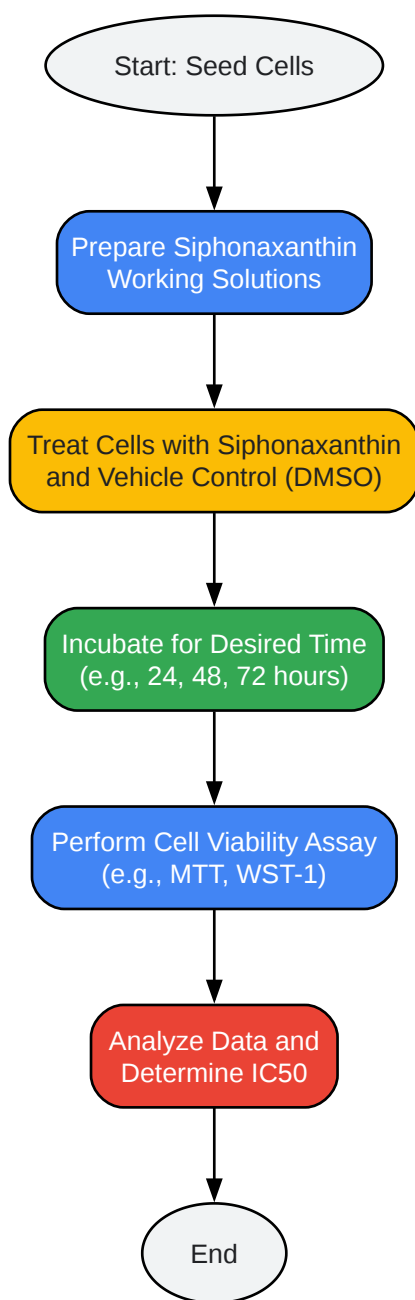 Start: Seed Cells
Prepare Siphonaxanthin
Working Solutions
Treat Cells with Siphonaxanthin
and Vehicle Control (DMSO)
Incubate for Desired Time
(e.g., 24, 48, 72 hours)
Perform Cell Viability Assay
(e.g., MTT, WST-1)
Analyze Data and
Determine IC50
End